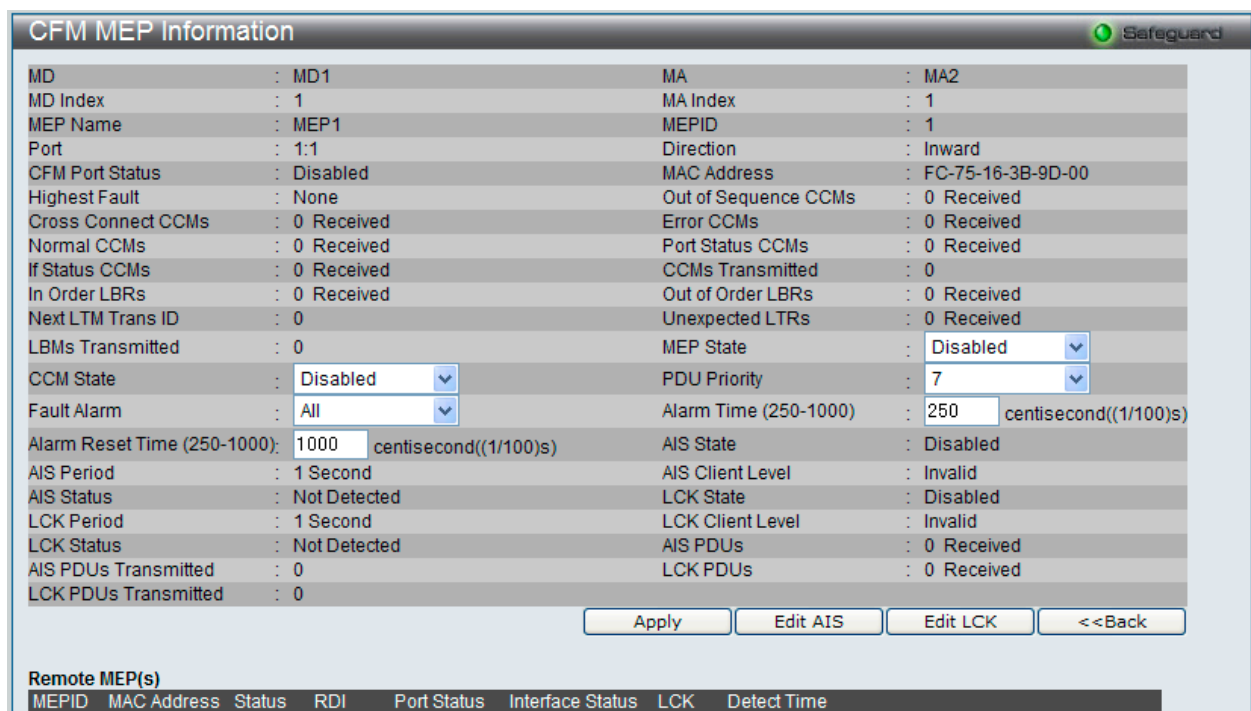 CFM MEP Information Safeguard
MD : MD1 MA : MA2
MD Index : 1 MA Index : 1
MEP Name : MEP1 MEPID : 1
Port : 1:1 Direction : Inward
CFM Port Status : Disabled MAC Address : FC-75-16-3B-9D-00
Highest Fault : None Out of Sequence CCMs : 0 Received
Cross Connect CCMs : 0 Received Error CCMs : 0 Received
Normal CCMs : 0 Received Port Status CCMs : 0 Received
If Status CCMs : 0 Received CCMs Transmitted : 0
In Order LBRs : 0 Received Out of Order LBRs : 0 Received
Next LTM Trans ID : 0 Unexpected LTRs : 0 Received
LBMs Transmitted : 0 MEP State : Disabled
CCM State : Disabled PDU Priority : 7
Fault Alarm : All Alarm Time (250-1000) : 250 centisecond((1/100)s)
Alarm Reset Time (250-1000): 1000 centisecond((1/100)s) AIS State : Disabled
AIS Period : 1 Second AIS Client Level : Invalid
AIS Status : Not Detected LCK State : Disabled
LCK Period : 1 Second LCK Client Level : Invalid
LCK Status : Not Detected AIS PDUs : 0 Received
AIS PDUs Transmitted : 0 LCK PDUs : 0 Received
LCK PDUs Transmitted : 0
Apply Edit AIS Edit LCK <<Back
Remote MEP(s)
MEPID MAC Address Status RDI Port Status Interface Status LCK Detect Time